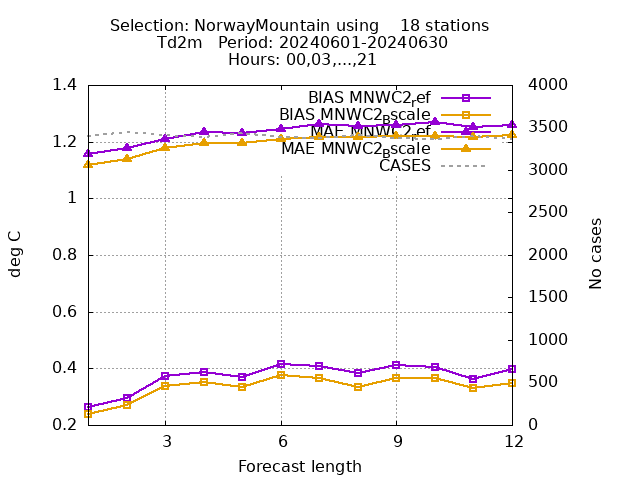 Selection: NorwayMountain using    18 stations
Td2m   Period: 20240601-20240630
Hours: 00,03,...,21
1.4
1.2
1
0.8
0.6
0.4
0.2
4000
3500
3000
2500
2000
1500
1000
500
0
BIAS MNWC2_ref
BIAS MNWC2_Bscale
MAE MNWC2_ref
MAE MNWC2_Bscale
CASES
deg C
No cases
3
6
9
12
Forecast length